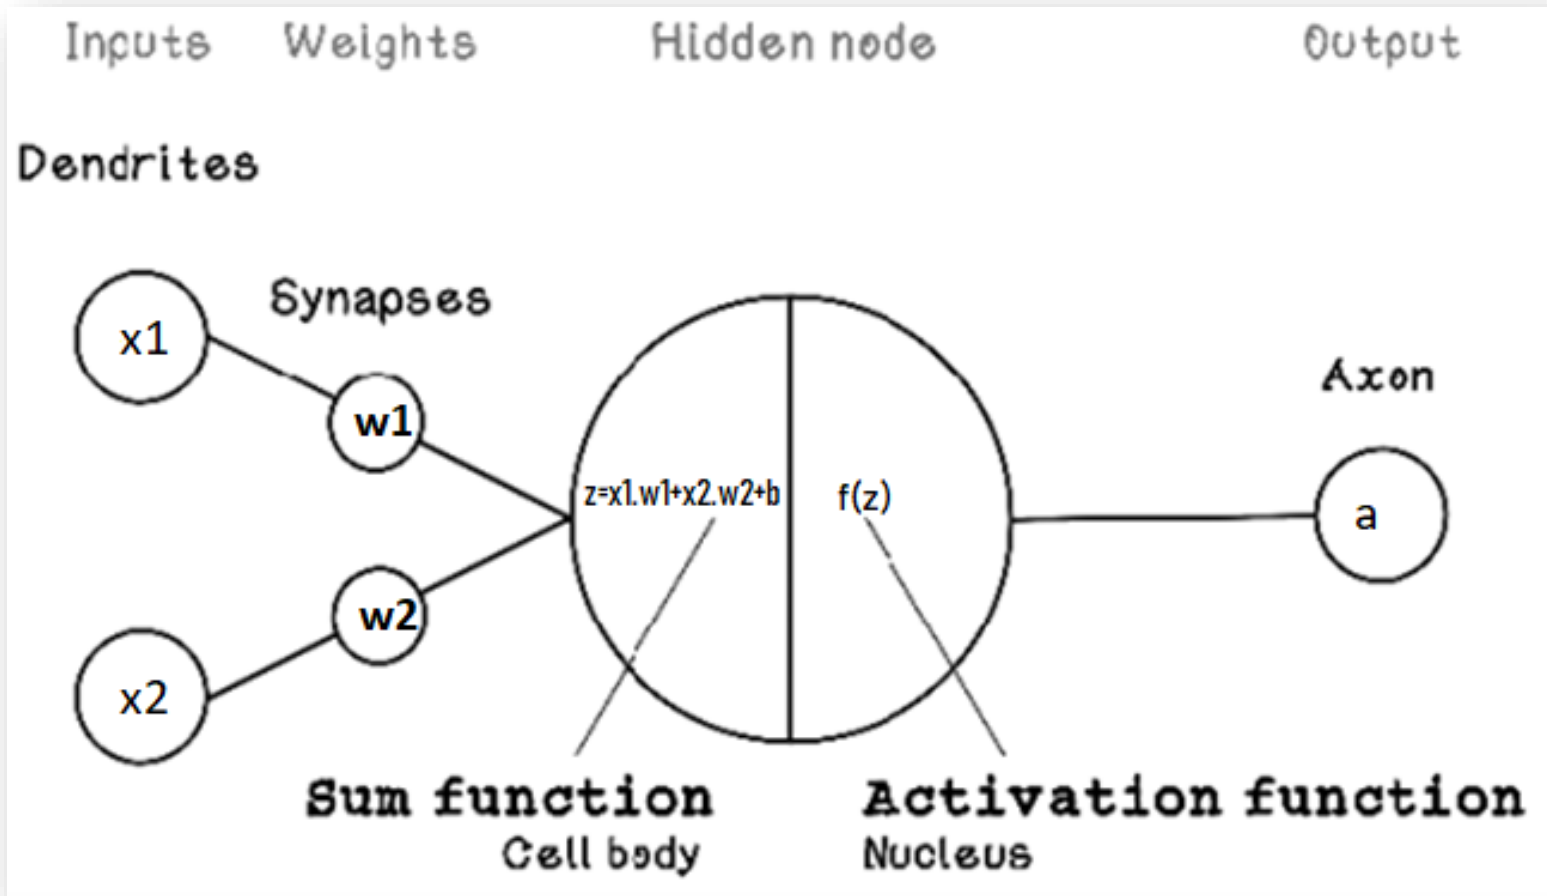 Inputs Weights Hidden node Output
Dendrites
Synapses
x1
w1
Axon
z=x1.w1+x2.w2+b f(z)
a
w2
x2
Sum function Activation function
Cell body Nucleus